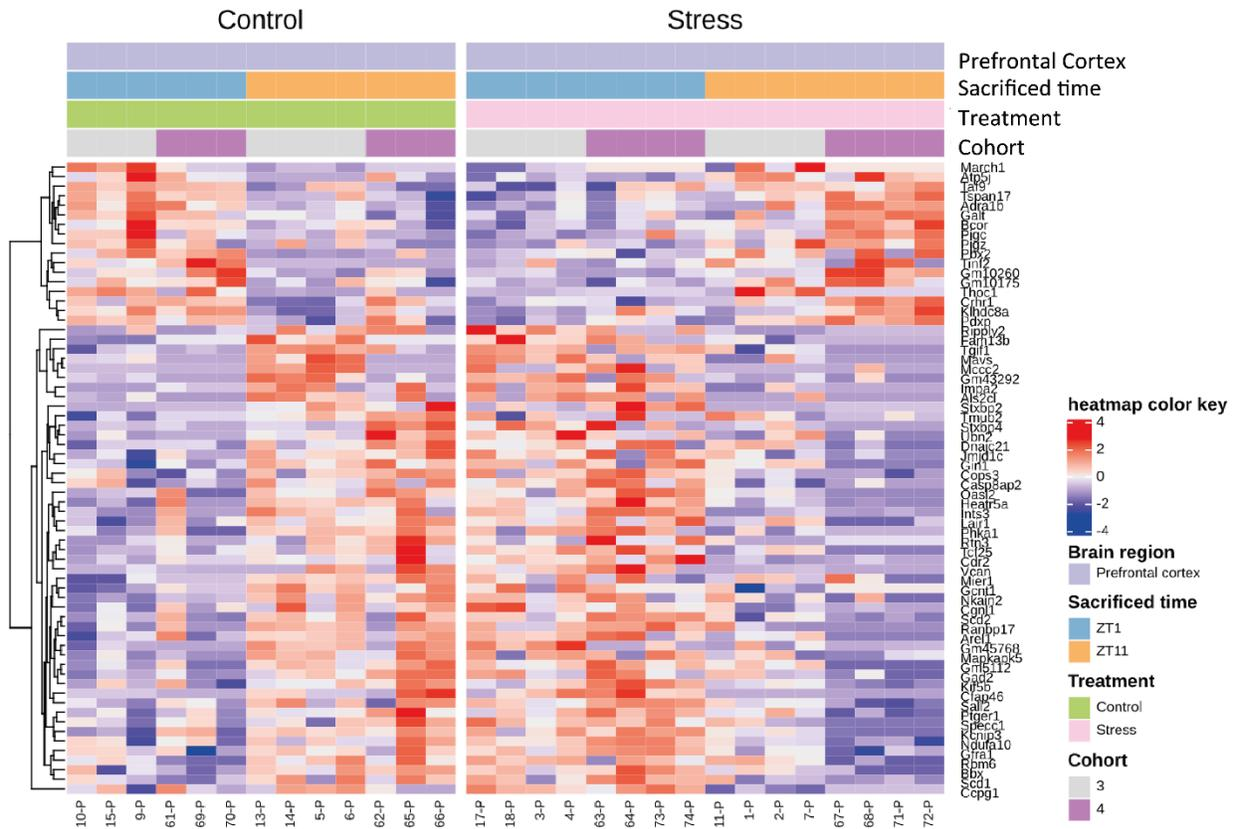 Control Stress
Prefrontal Cortex
Sacrificed time
Treatment
Cohort
March1
Atp5j
Taf9
Tspan17
Adra1b
Galt
Bcor
Pigc
Pigz
Pbx2
Tinf2
Gm10260
Gm10175
Thoc1
Crhr1
Klhdc8a
Pdxp
Ripply2
Fam13b
Tgif1
Mavs
Mccc2
Gm43292
Impa2
Als2cl
Stxbp2
Tmub2
Stxbp4
Ubn2
Dnajc21
Jmjd1c
Gin1
Cops3
Casp8ap2
Oasl2
Heatr5a
Ints3
Lair1
Phka1
Rtn3
Tcf25
Cdr2
Vcan
Mier1
Gcnt1
Nkain2
Cgnl1
Scd2
Ranbp17
Arel1
Gm45768
Mapkapk5
Gm5112
Gad2
Kif5b
Cfap46
Sall2
Ptger1
Specc1
Kcnip3
Ndufa10
Gfra1
Rbm6
Bbx
Scd1
Ccpg1
10-P 15-P 9-P 61-P 69-P 70-P 13-P 14-P 5-P 6-P 62-P 65-P 66-P 17-P 18-P 3-P 4-P 63-P 64-P 73-P 74-P 11-P 1-P 2-P 7-P 67-P 68-P 71-P 72-P
heatmap color key
4
2
0
-2
-4
Brain region
Prefrontal cortex
Sacrificed time
ZT1
ZT11
Treatment
Control
Stress
Cohort
3
4